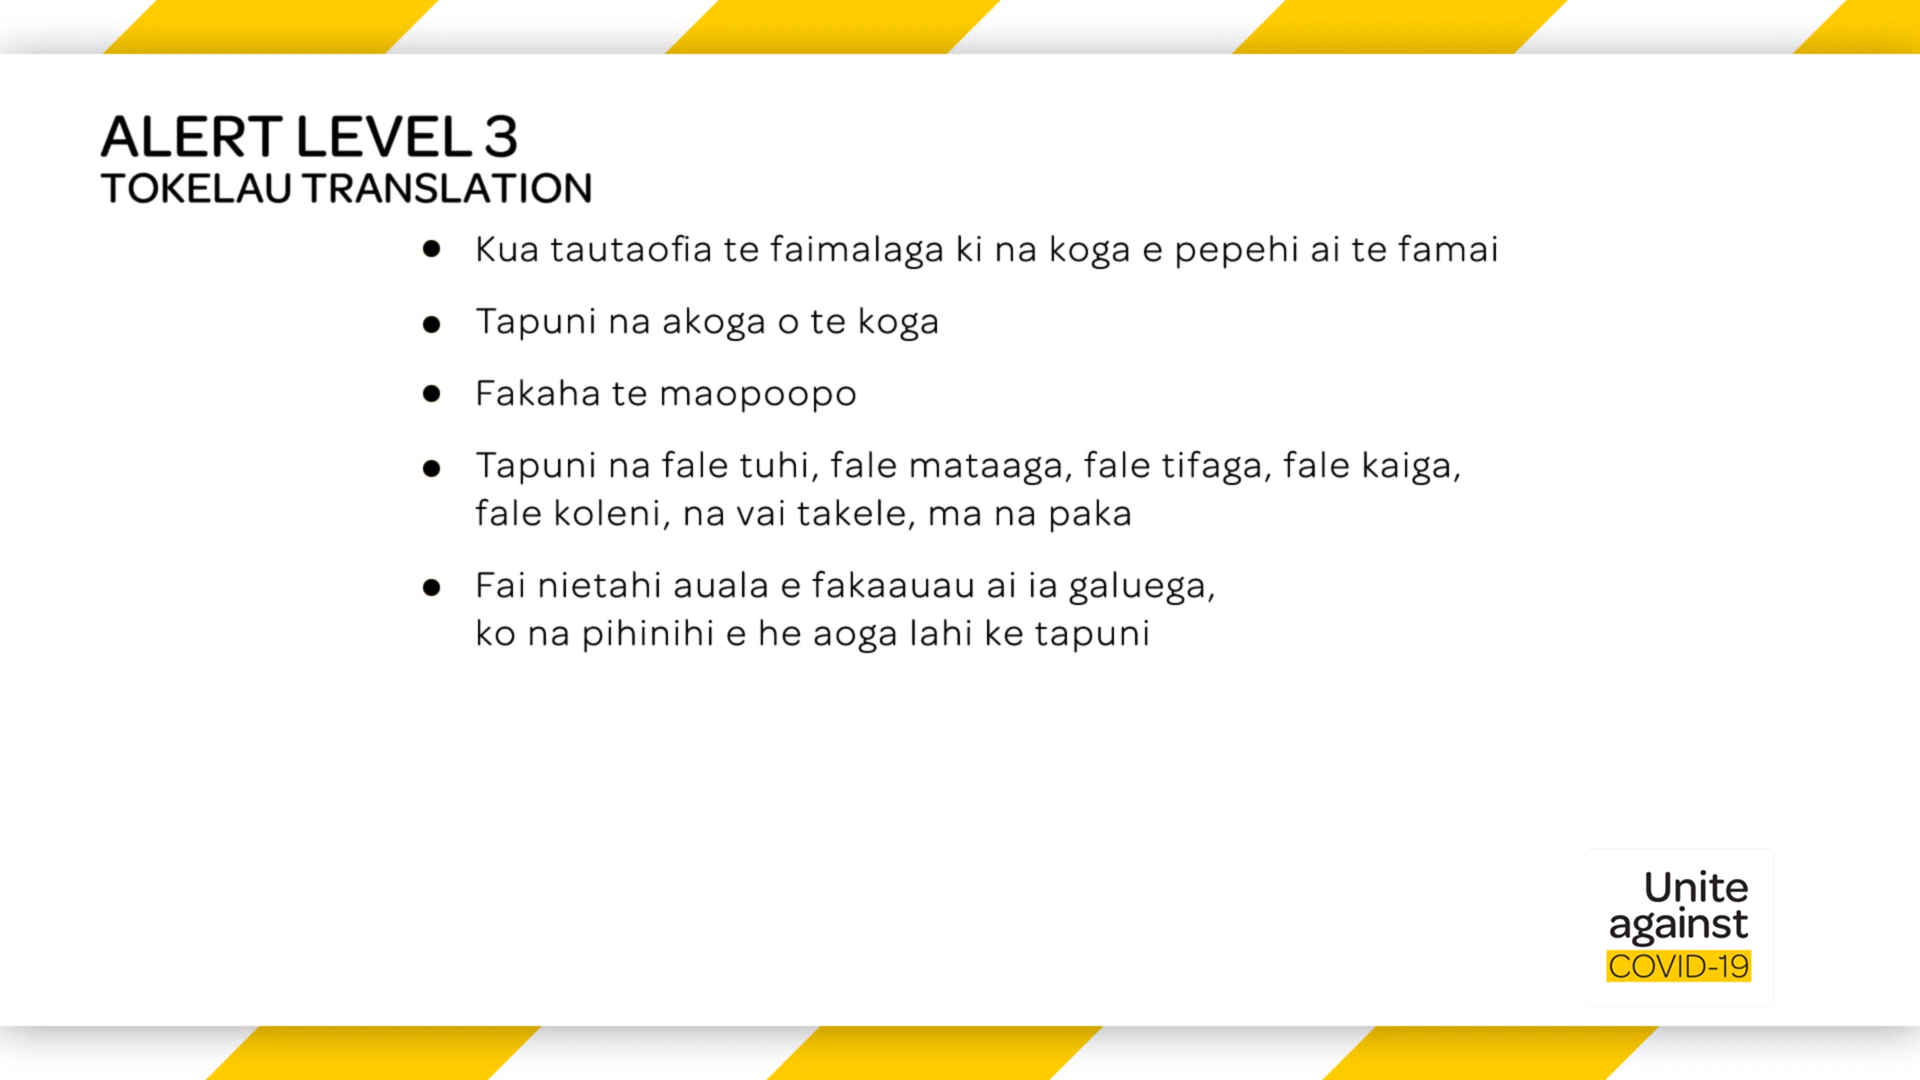 ALERT LEVEL 3
TOKELAU TRANSLATION
● Kua tautaofia te faimalaga ki na koga e pepehi ai te famai
● Tapuni na akoga o te koga
● Fakaha te maopoopo
● Tapuni na fale tuhi, fale mataaga, fale tifaga, fale kaiga,
fale koleni, na vai takele, ma na paka
● Fai nietahi auala e fakaauau ai ia galuega,
ko na pihinihi e he aoga lahi ke tapuni
Unite
against
COVID-19